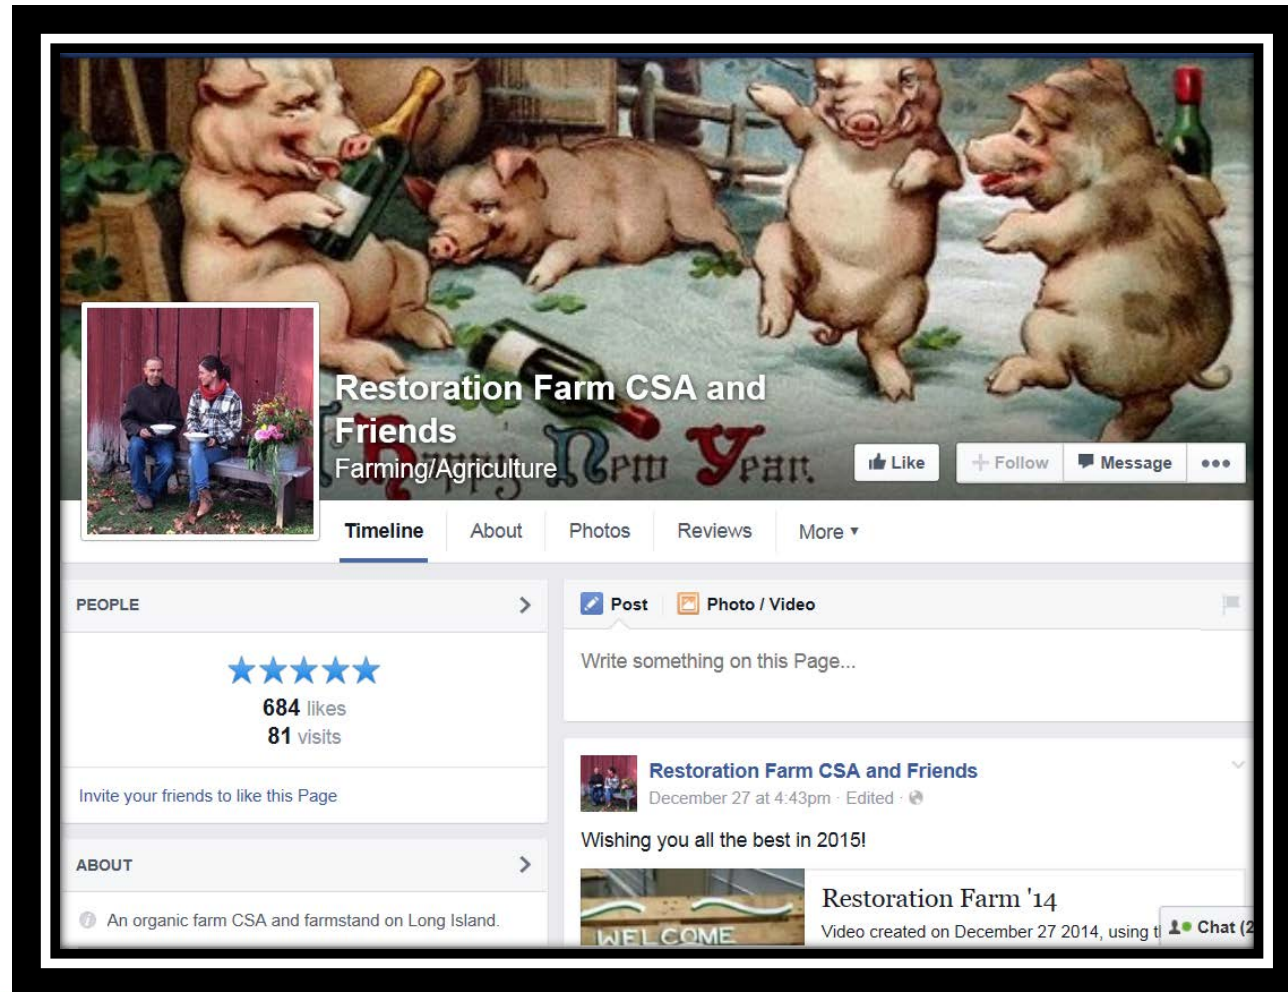 Restoration Farm CSA and
Friends
Farming/Agriculture
Happy New Year.
Like
Follow
Message
Timeline
About
Photos
Reviews
More
PEOPLE
684 likes
81 visits
Invite your friends to like this Page
ABOUT
An organic farm CSA and farmstand on Long Island.
Post
Photo / Video
Write something on this Page...
Restoration Farm CSA and Friends
December 27 at 4:43pm · Edited ·
Wishing you all the best in 2015!
WELCOME
Restoration Farm '14
Video created on December 27 2014, using
Chat (2